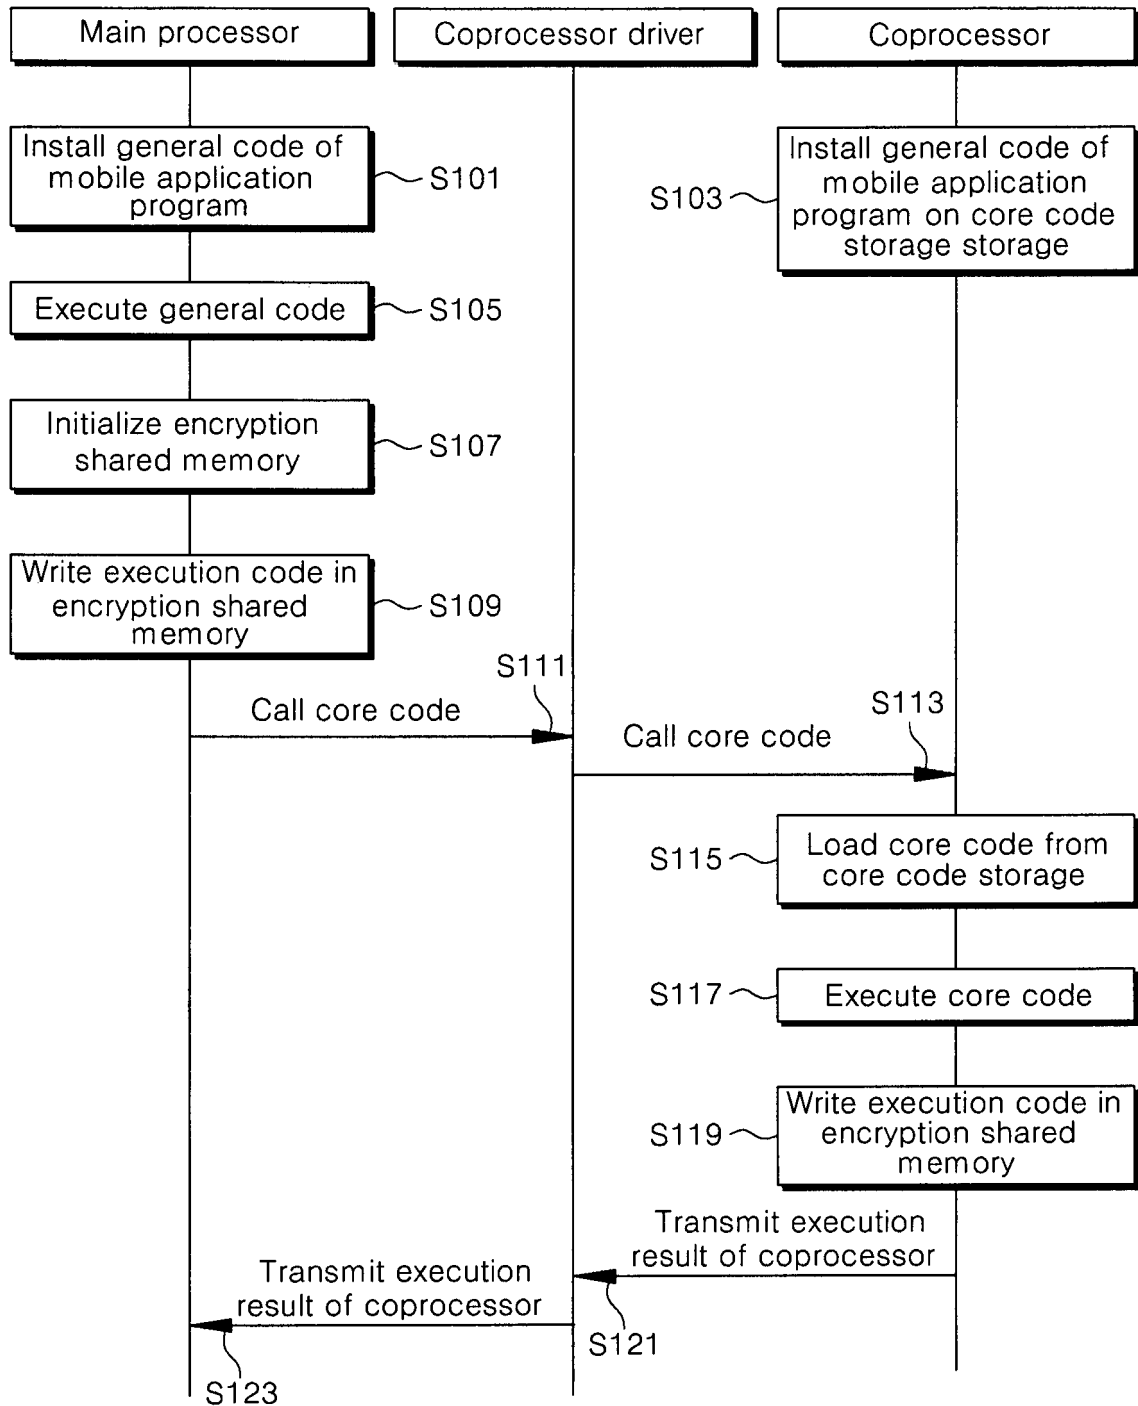 Main processor
Coprocessor driver
Coprocessor
Install general code of
mobile application
program
S101
S103
Install general code of
mobile application
program on core code
storage storage
Execute general code
S105
Initialize encryption
shared memory
S107
Write execution code in
encryption shared
memory
S109
S111
Call core code
S113
Call core code
S115
Load core code from
core code storage
S117
Execute core code
S119
Write execution code in
encryption shared
memory
Transmit execution
result of coprocessor
S121
Transmit execution
result of coprocessor
S123